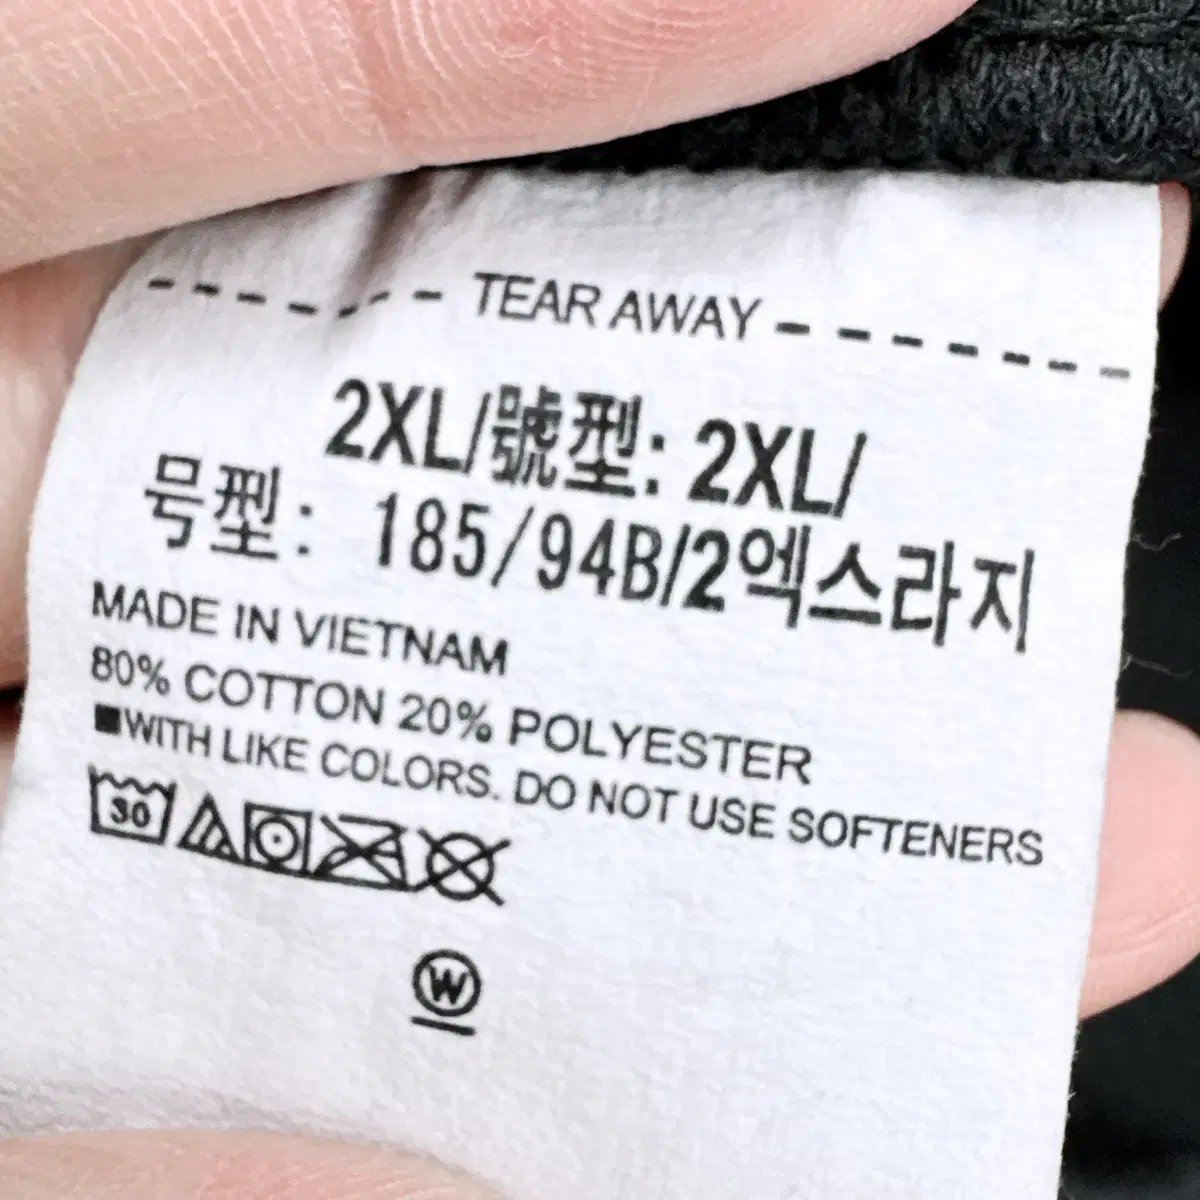 TEAR AWAY
2XL/號型: 2XL/
号型: 185/94B/2엑스라지
MADE IN VIETNAM
80% COTTON 20% POLYESTER
■WITH LIKE COLORS. DO NOT USE SOFTENERS
30
W